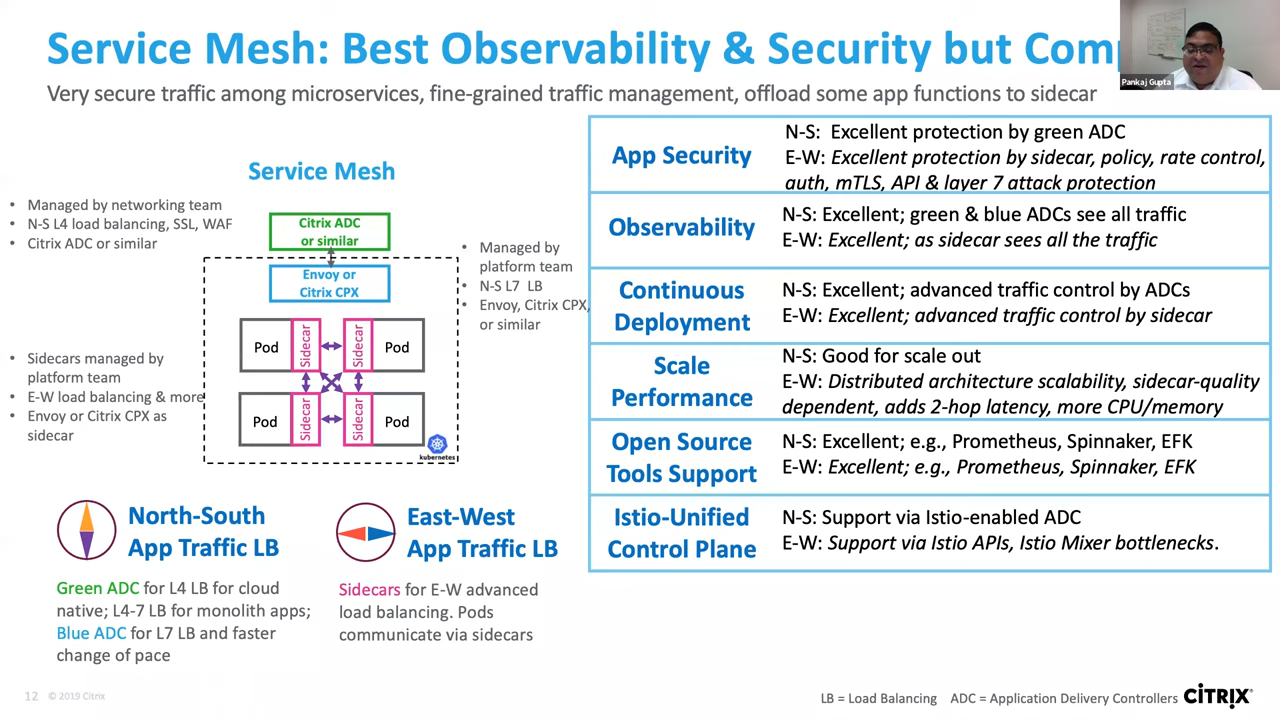 Service Mesh: Best Observability & Security but
Very secure traffic among microservices, fine-grained traffic management, offload some app functions to sidecar
Pankaj Gupta
Service Mesh
• Managed by networking team
• N-S L4 load balancing, SSL, WAF
• Citrix ADC or similar
Citrix ADC
or similar
Envoy or
Citrix CPX
• Managed by
platform team
• N-S L7 LB
• Envoy, Citrix CPX,
or similar
Pod
Sidecar
Sidecar
Pod
• Sidecars managed by
platform team
• E-W load balancing & more
• Envoy or Citrix CPX as
sidecar
Pod
Sidecar
Sidecar
Pod
kubernetes
North-South
App Traffic LB
Green ADC for L4 LB for cloud
native; L4-7 LB for monolith apps;
Blue ADC for L7 LB and faster
change of pace
East-West
App Traffic LB
Sidecars for E-W advanced
load balancing. Pods
communicate via sidecars
App Security
N-S: Excellent protection by green ADC
E-W: Excellent protection by sidecar, policy, rate control,
auth, mTLS, API & layer 7 attack protection
Observability
N-S: Excellent; green & blue ADCs see all traffic
E-W: Excellent; as sidecar sees all the traffic
Continuous
Deployment
N-S: Excellent; advanced traffic control by ADCs
E-W: Excellent; advanced traffic control by sidecar
Scale
Performance
N-S: Good for scale out
E-W: Distributed architecture scalability, sidecar-quality
dependent, adds 2-hop latency, more CPU/memory
Open Source
Tools Support
N-S: Excellent; e.g., Prometheus, Spinnaker, EFK
E-W: Excellent; e.g., Prometheus, Spinnaker, EFK
Istio-Unified
Control Plane
N-S: Support via Istio-enabled ADC
E-W: Support via Istio APIs, Istio Mixer bottlenecks.
12 © 2019 Citrix
LB = Load Balancing ADC = Application Delivery Controllers
CITRIX